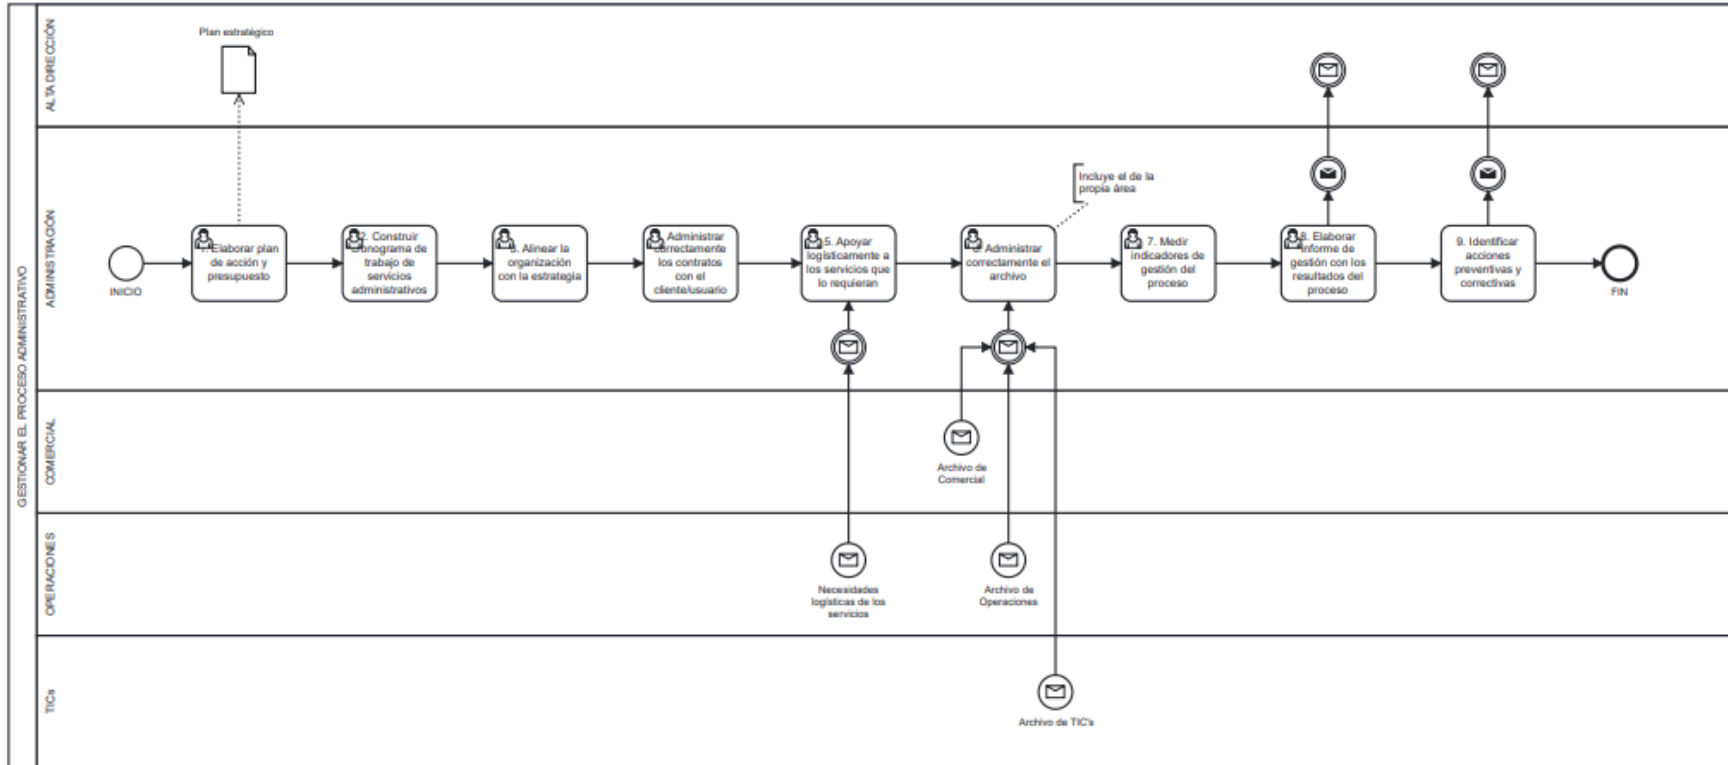 GESTIONAR EL PROCESO ADMINISTRATIVO
ALTA DIRECCIÓN
Plan estratégico
ADMINISTRACIÓN
INICIO
1. Elaborar plan
de acción y
presupuesto
2. Construir
cronograma de
trabajo de
servicios
administrativos
Alinear la
organización
con la estrategia
Administrar
correctamente
los contratos
con el
cliente/usuario
5. Apoyar
logísticamente a
los servicios que
lo requieran
Administrar
correctamente el
archivo
Incluye el de la
propia área
7. Medir
indicadores de
gestión del
proceso
8. Elaborar
informe de
gestión con los
resultados del
proceso
9. Identificar
acciones
preventivas y
correctivas
FIN
COMERCIAL
Archivo de
Comercial
OPERACIONES
Necesidades
logísticas de los
servicios
Archivo de
Operaciones
TICs
Archivo de TIC's